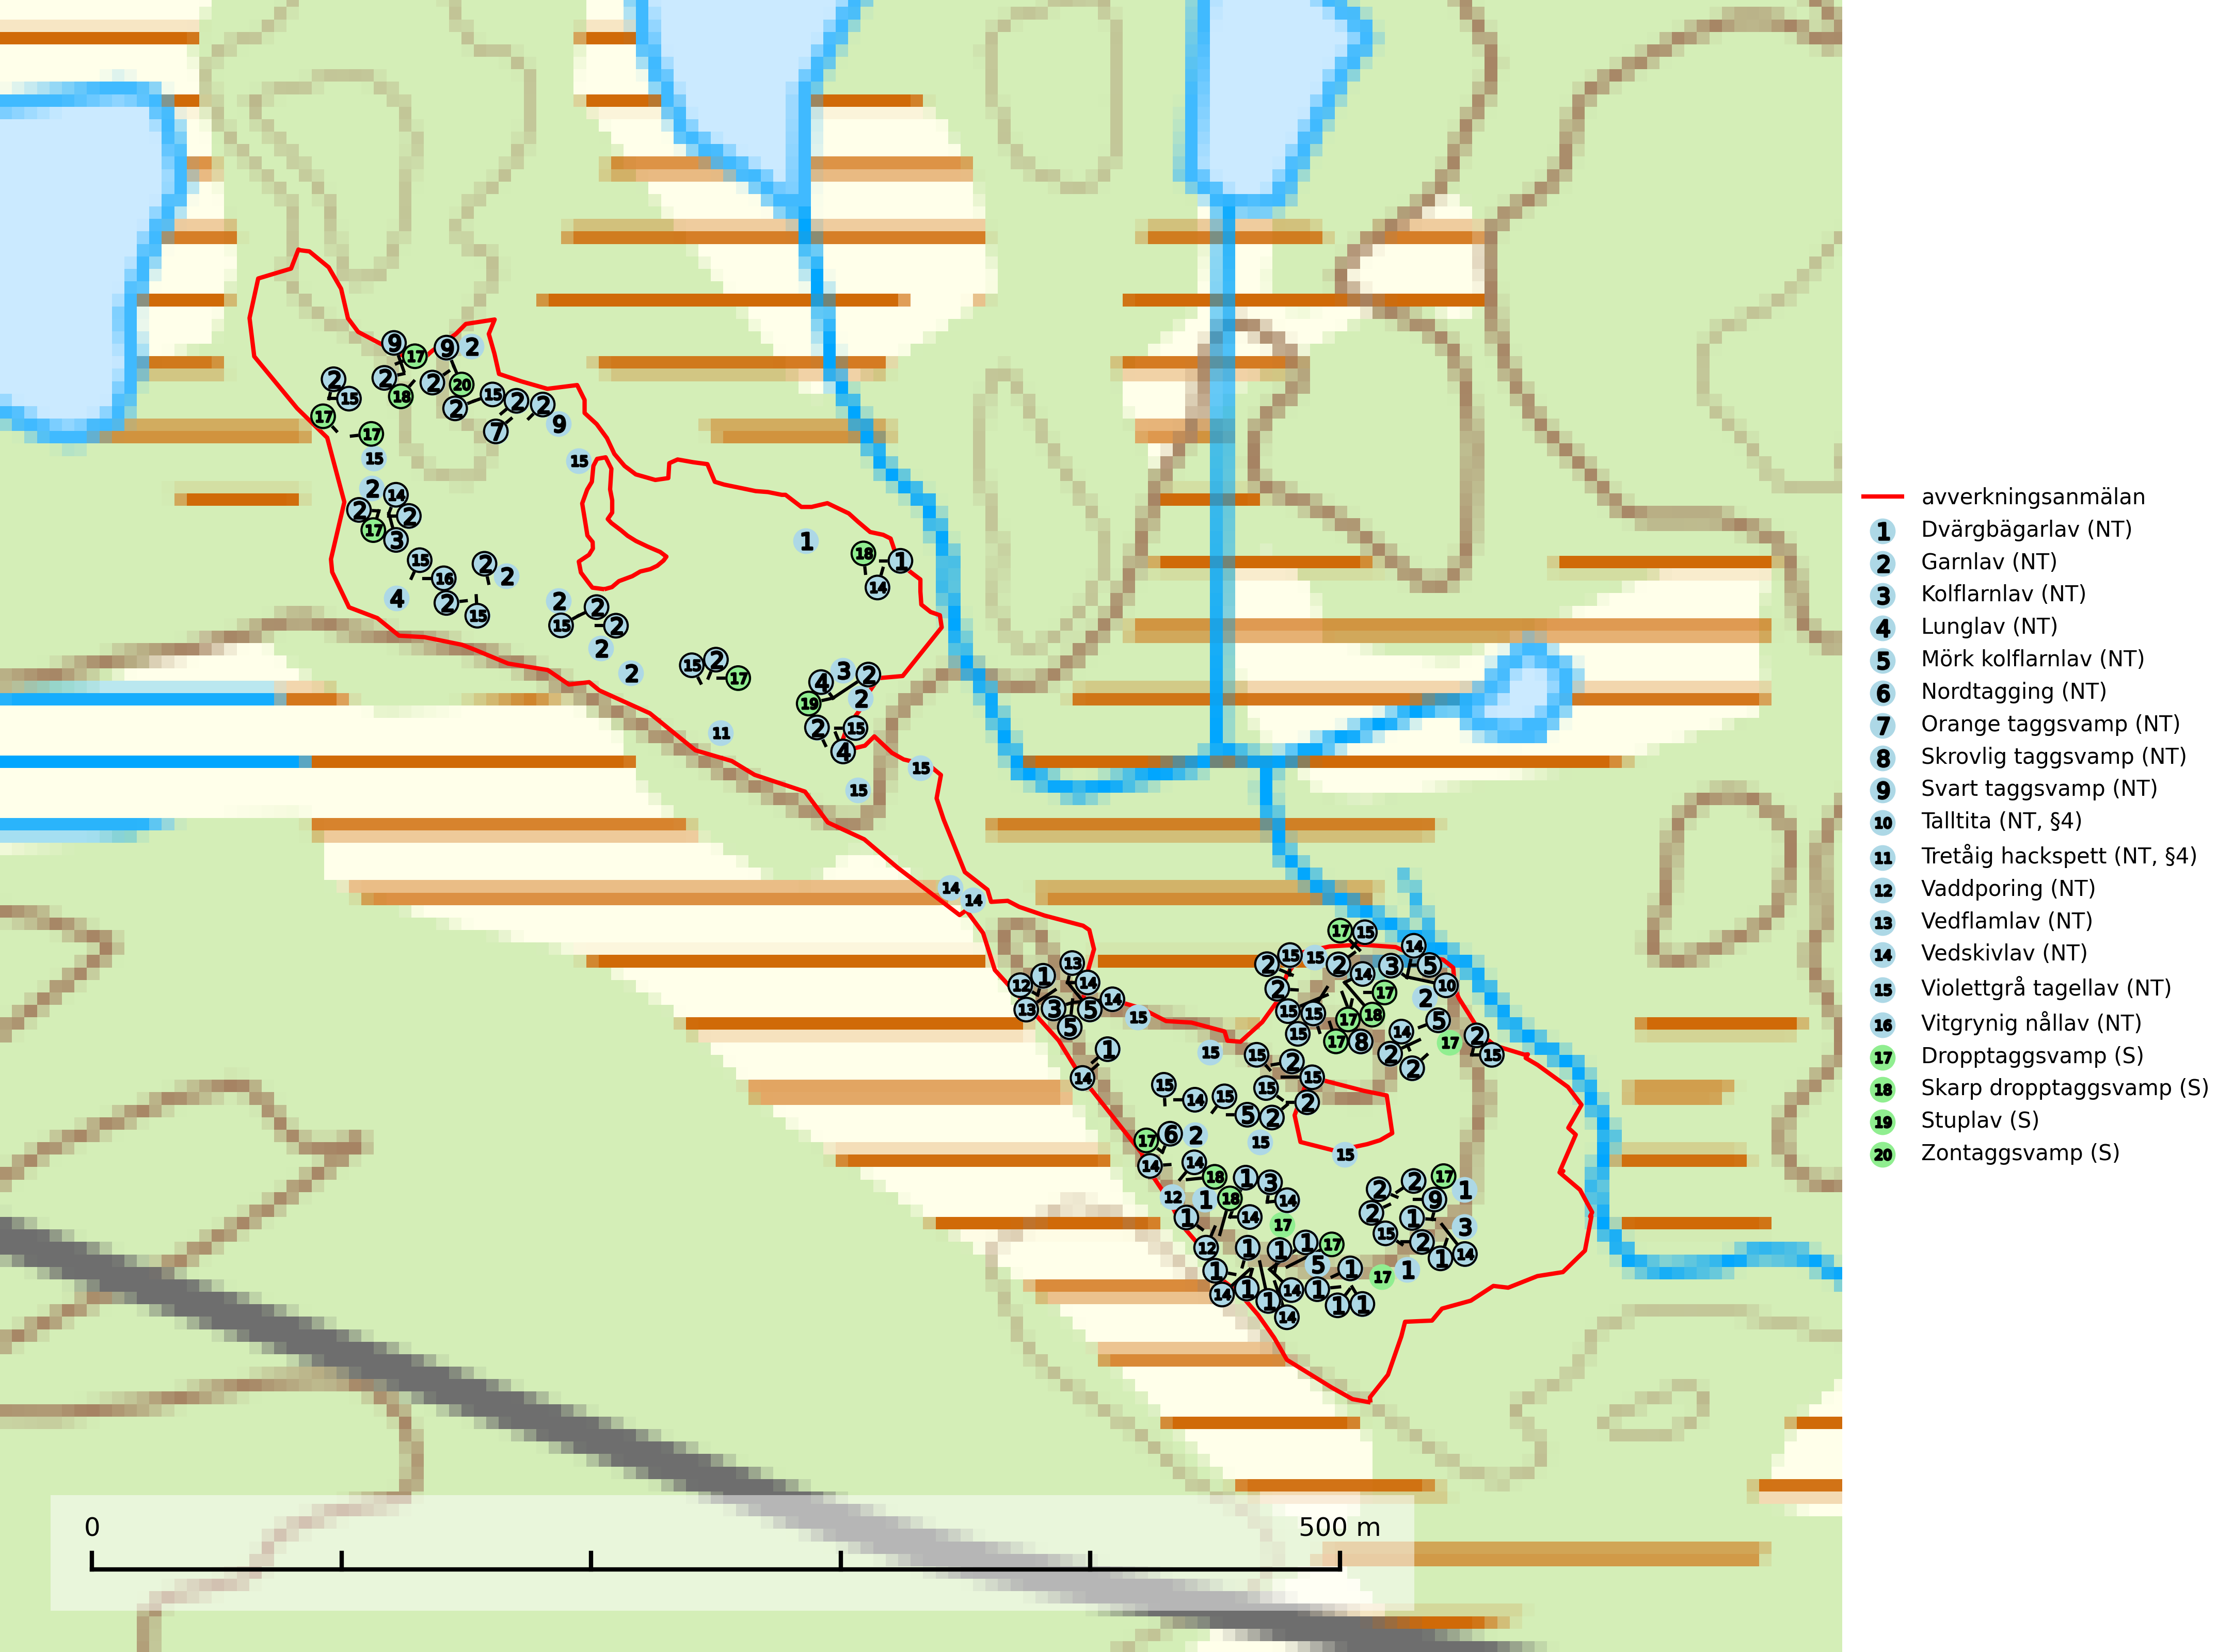 avverkningsanmälan
1 Dvärgbägarlav (NT)
2 Garnlav (NT)
3 Kolflarnlav (NT)
4 Lunglav (NT)
5 Mörk kolflarnlav (NT)
6 Nordtagging (NT)
7 Orange taggsvamp (NT)
8 Skrovlig taggsvamp (NT)
9 Svart taggsvamp (NT)
10 Talltita (NT, §4)
11 Tretåig hackspett (NT, §4)
12 Vaddporing (NT)
13 Vedflamlav (NT)
14 Vedskivlav (NT)
15 Violettgrå tagellav (NT)
16 Vitgrynig nållav (NT)
17 Dropptaggsvamp (S)
18 Skarp dropptaggsvamp (S)
19 Stuplav (S)
20 Zontaggsvamp (S)
0 500 m